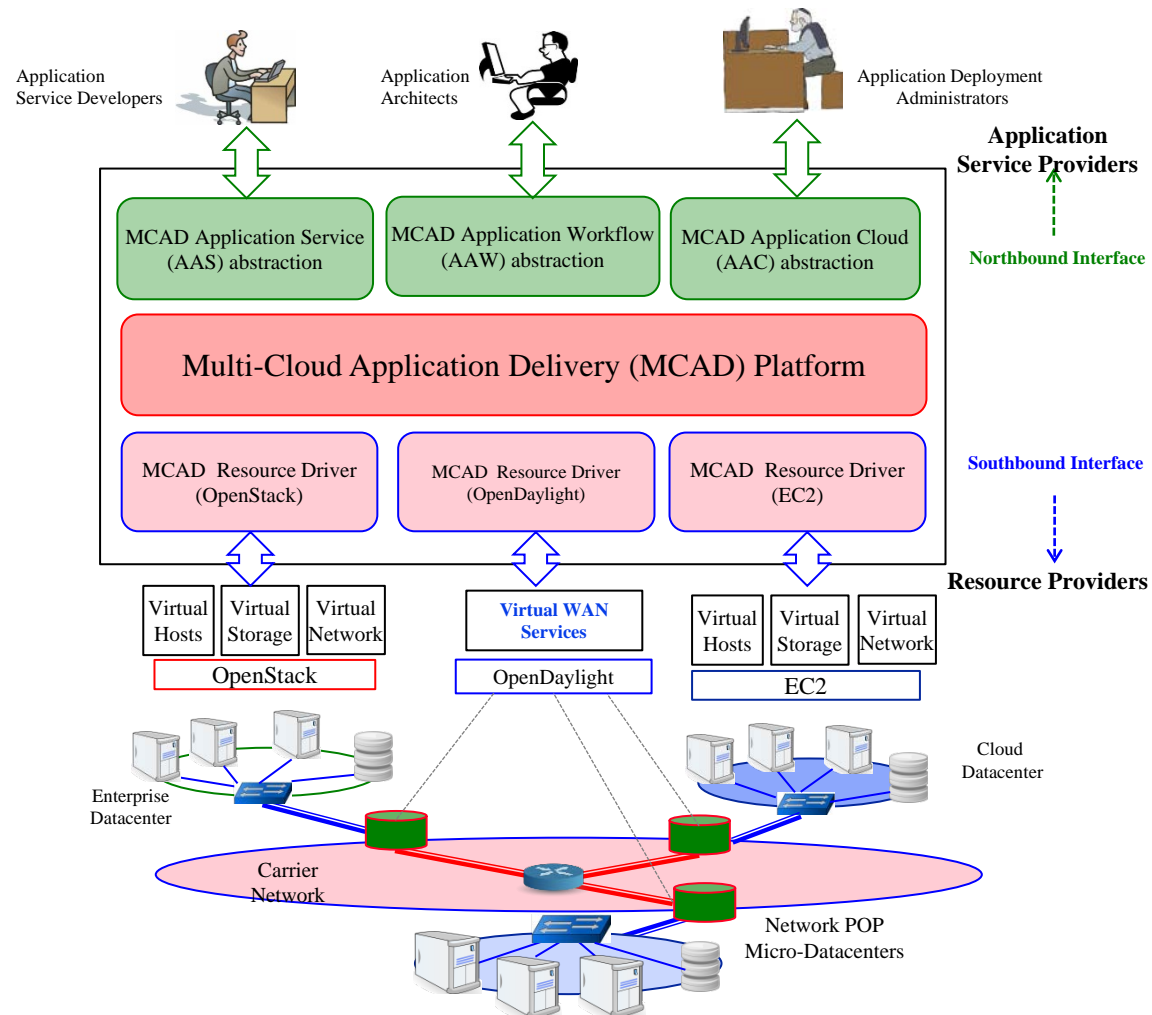 Application
Service Developers
Application
Architects
Application Deployment
Administrators
Application
Service Providers
MCAD Application Service
(AAS) abstraction
MCAD Application Workflow
(AAW) abstraction
MCAD Application Cloud
(AAC) abstraction
Northbound Interface
Multi-Cloud Application Delivery (MCAD) Platform
MCAD Resource Driver
(OpenStack)
MCAD Resource Driver
(OpenDaylight)
MCAD Resource Driver
(EC2)
Southbound Interface
Resource Providers
Virtual
Hosts
Virtual
Storage
Virtual
Network
Virtual WAN
Services
Virtual
Hosts
Virtual
Storage
Virtual
Network
OpenStack
OpenDaylight
EC2
Enterprise
Datacenter
Cloud
Datacenter
Carrier
Network
Network POP
Micro-Datacenters